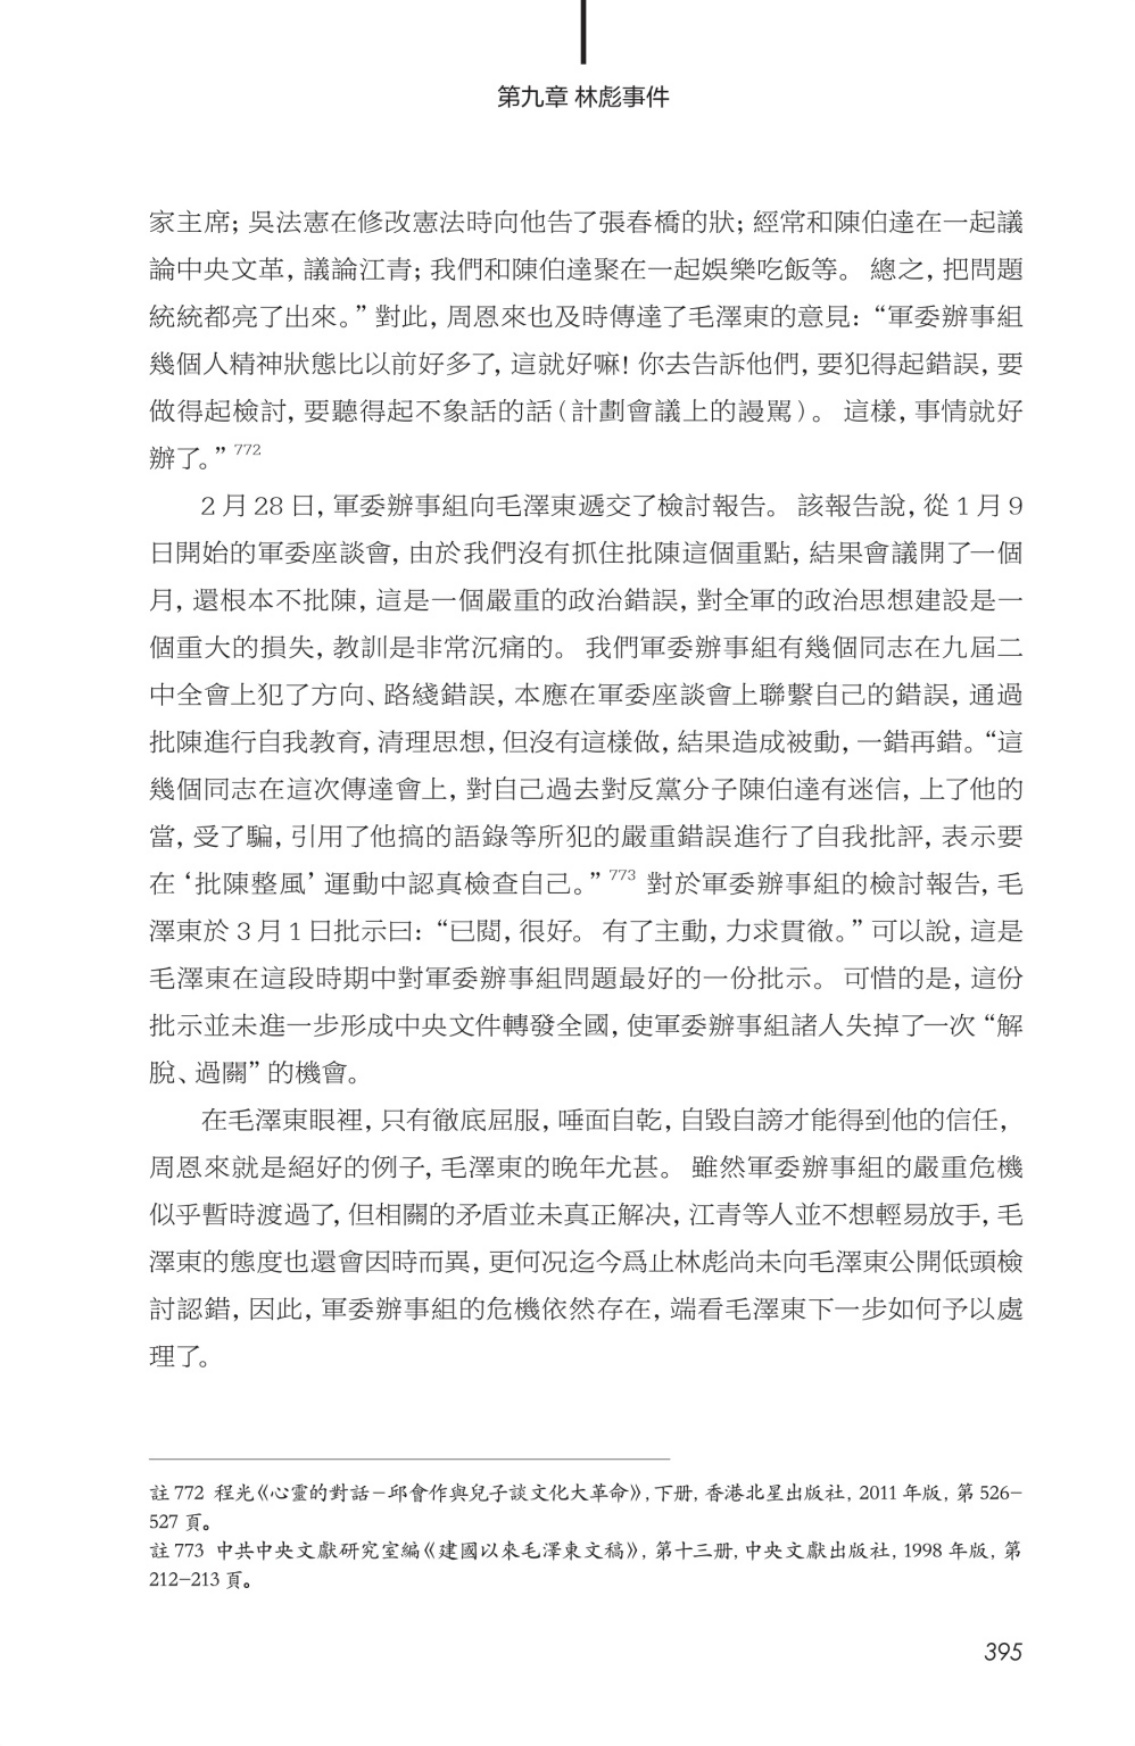 第九章 林彪事件
家主席；吳法憲在修改憲法時向他告了張春橋的狀；經常和陳伯達在一起議
論中央文革，議論江青；我們和陳伯達聚在一起娛樂吃飯等。 總之，把問題
統統都亮了出來。”對此，周恩來也及時傳達了毛澤東的意見：“軍委辦事組
幾個人精神狀態比以前好多了，這就好嘛！你去告訴他們，要犯得起錯誤，要
做得起檢討，要聽得起不象話的話（計劃會議上的謾駡）。 這樣，事情就好
辦了。”772
2 月 28 日，軍委辦事組向毛澤東遞交了檢討報告。 該報告說，從 1 月 9
日開始的軍委座談會，由於我們沒有抓住批陳這個重點，結果會議開了一個
月，還根本不批陳，這是一個嚴重的政治錯誤，對全軍的政治思想建設是一
個重大的損失，教訓是非常沉痛的。 我們軍委辦事組有幾個同志在九屆二
中全會上犯了方向、路綫錯誤，本應在軍委座談會上聯繫自己的錯誤，通過
批陳進行自我教育，清理思想，但沒有這樣做，結果造成被動，一錯再錯。“這
幾個同志在這次傳達會上，對自己過去對反黨分子陳伯達有迷信，上了他的
當，受了騙，引用了他搞的語錄等所犯的嚴重錯誤進行了自我批評，表示要
在‘批陳整風’運動中認真檢查自己。”773 對於軍委辦事組的檢討報告，毛
澤東於 3 月 1 日批示曰：“已閱，很好。 有了主動，力求貫徹。”可以說，這是
毛澤東在這段時期中對軍委辦事組問題最好的一份批示。 可惜的是，這份
批示並未進一步形成中央文件轉發全國，使軍委辦事組諸人失掉了一次“解
脫、過關”的機會。
在毛澤東眼裡，只有徹底屈服，唾面自乾，自毀自謗才能得到他的信任，
周恩來就是絕好的例子，毛澤東的晚年尤甚。 雖然軍委辦事組的嚴重危機
似乎暫時渡過了，但相關的矛盾並未真正解決，江青等人並不想輕易放手，毛
澤東的態度也還會因時而異，更何況迄今爲止林彪尚未向毛澤東公開低頭檢
討認錯，因此，軍委辦事組的危機依然存在，端看毛澤東下一步如何予以處
理了。
註 772 程光《心靈的對話－邱會作與兒子談文化大革命》，下册，香港北星出版社，2011 年版，第 526–
527 頁。
註 773 中共中央文獻研究室編《建國以來毛澤東文稿》，第十三册，中央文獻出版社，1998 年版，第
212–213 頁。
395